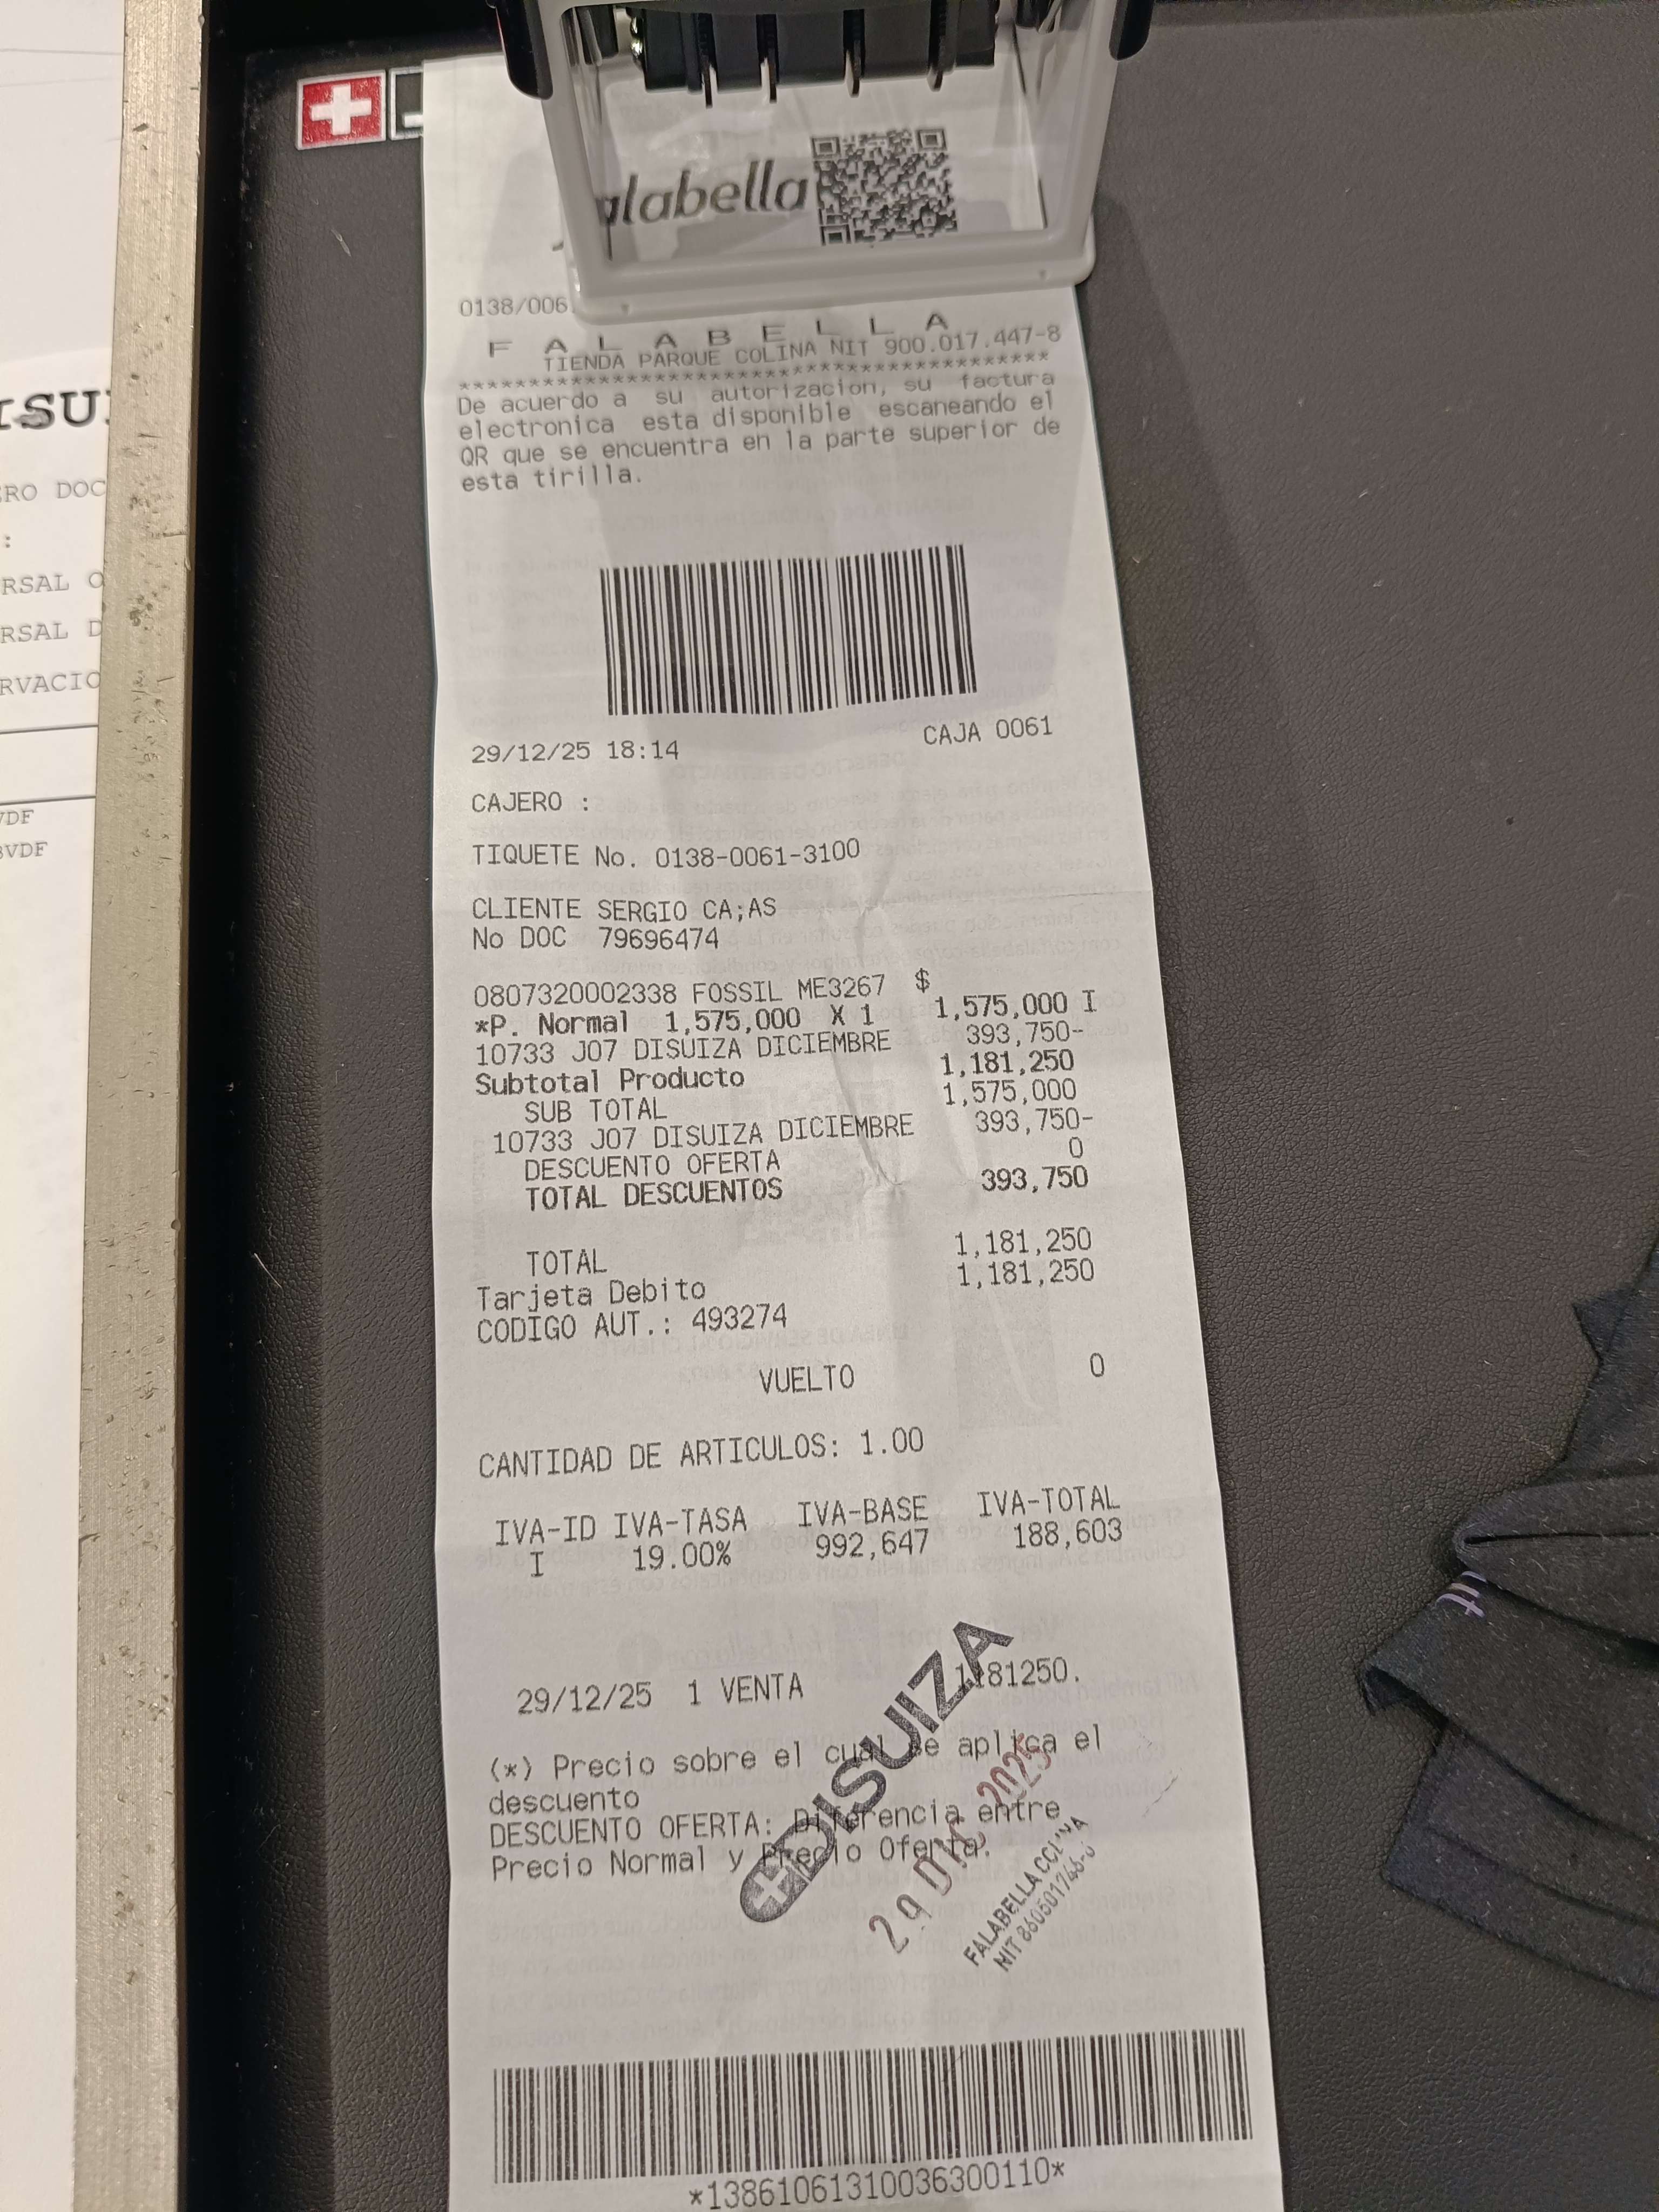 alabella
0138/006
F A L A B E L L A
TIENDA PARQUE COLINA NIT 900.017.447-8
****************************************
De acuerdo a su autorizacion, su factura
electronica esta disponible escaneando el
QR que se encuentra en la parte superior de
esta tirilla.
29/12/25 18:14 CAJA 0061
CAJERO :
TIQUETE No. 0138-0061-3100
CLIENTE SERGIO CA;AS
No DOC 79696474
0807320002338 FOSSIL ME3267 $
*P. Normal 1,575,000 X 1 1,575,000 I
10733 J07 DISUIZA DICIEMBRE 393,750-
Subtotal Producto 1,181,250
SUB TOTAL 1,575,000
10733 J07 DISUIZA DICIEMBRE 393,750-
DESCUENTO OFERTA 0
TOTAL DESCUENTOS 393,750
TOTAL 1,181,250
Tarjeta Debito 1,181,250
CODIGO AUT.: 493274
VUELTO 0
CANTIDAD DE ARTICULOS: 1.00
IVA-ID IVA-TASA IVA-BASE IVA-TOTAL
I 19.00% 992,647 188,603
29/12/25 1 VENTA 1181250.
(*) Precio sobre el cual se aplica el
descuento
DESCUENTO OFERTA: Diferencia entre
Precio Normal y Precio Oferta.
DISUIZA
29 DIC 2025
FALABELLA
*13861061310036300110*
RO DOC
:
RSAL O
RSAL D
RVACIO
VDF